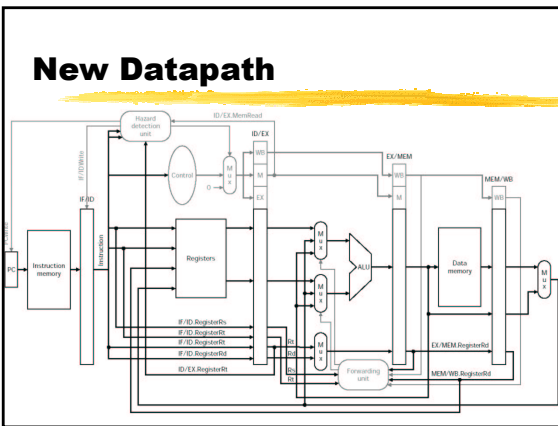 New Datapath
Hazard
detection
unit
ID/EX.MemRead
ID/EX
IF/IDWrite
PCWrite
Control
M
u
x
0
WB
M
EX
EX/MEM
WB
M
MEM/WB
WB
IF/ID
Instruction
PC
Instruction
memory
Registers
M
u
x
M
u
x
ALU
Data
memory
M
u
x
IF/ID.RegisterRs
IF/ID.RegisterRt
IF/ID.RegisterRt
IF/ID.RegisterRd
ID/EX.RegisterRt
Rt
Rd
Rs
Rt
M
u
x
EX/MEM.RegisterRd
Forwarding
unit
MEM/WB.RegisterRd